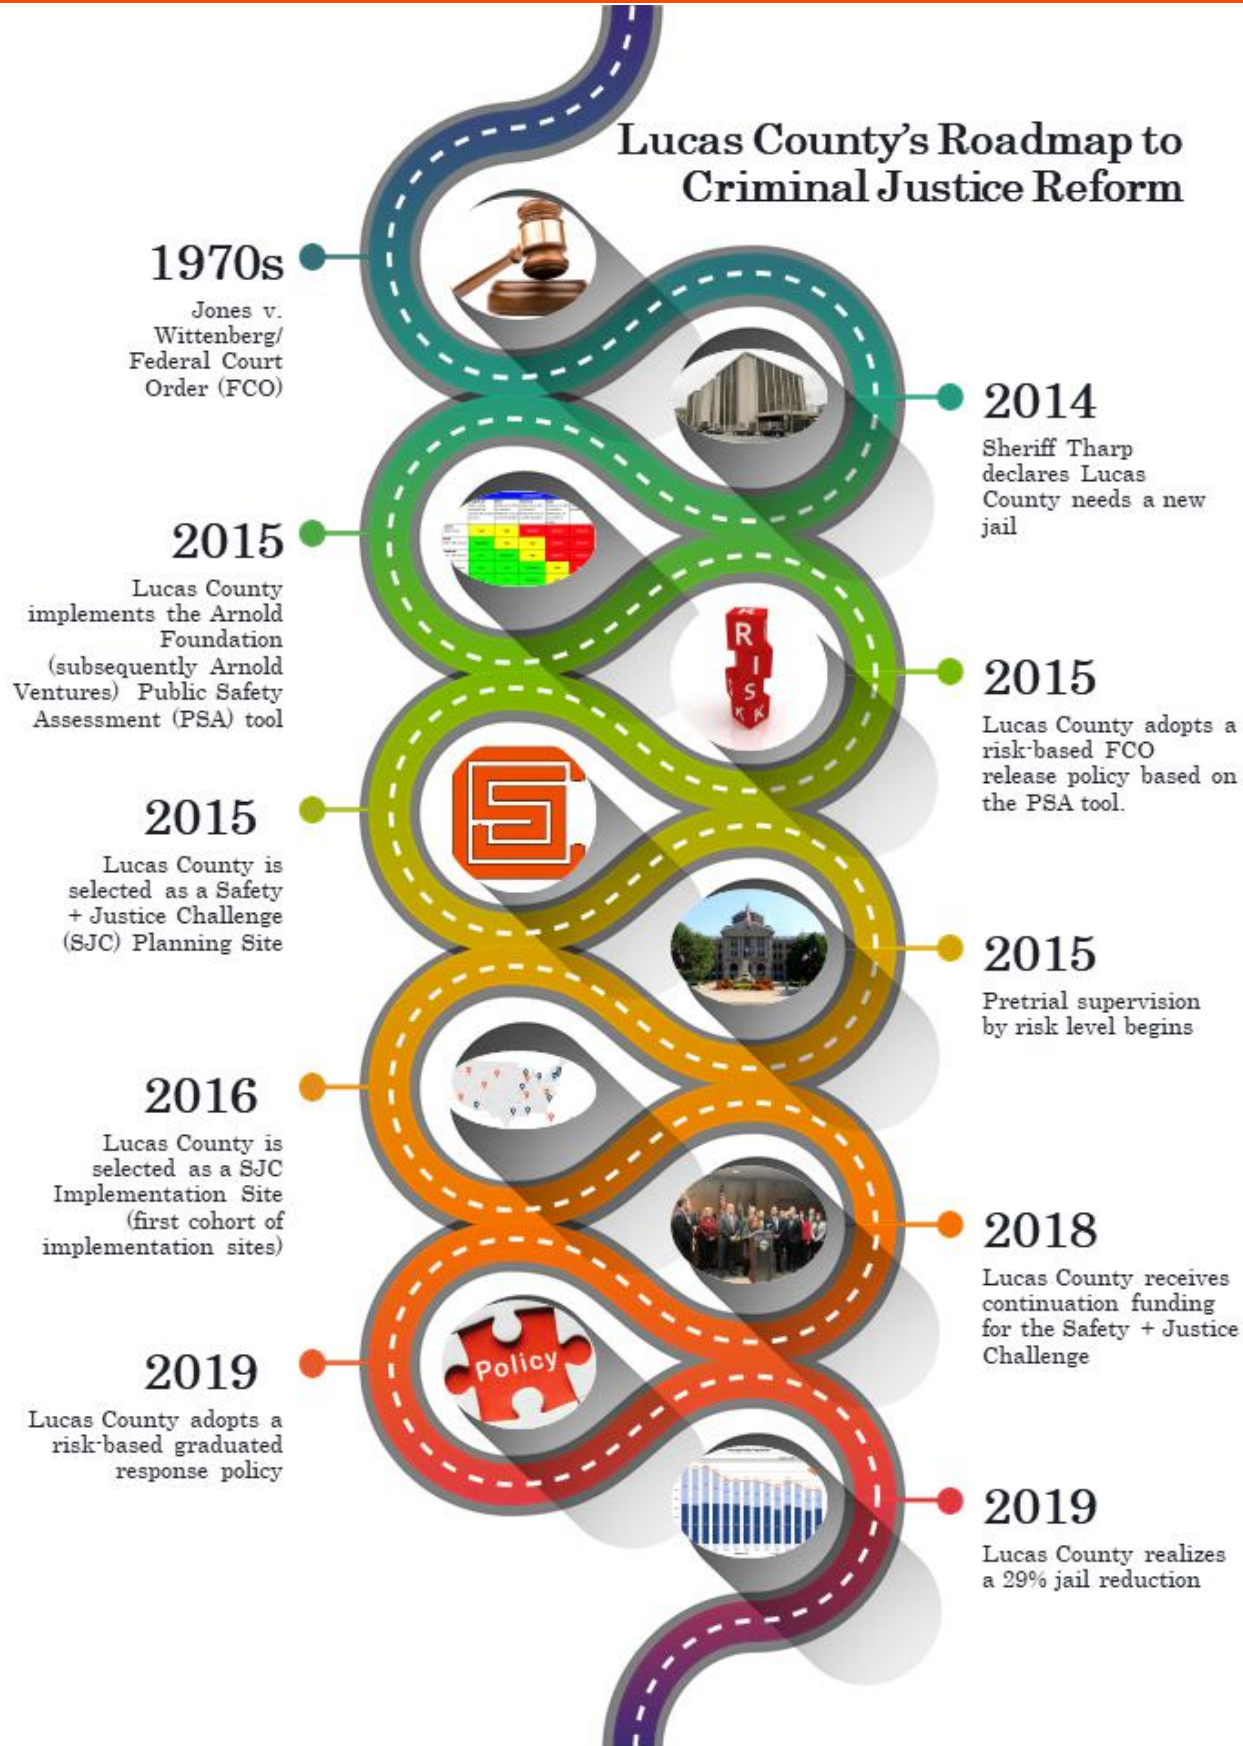 Lucas County's Roadmap to
Criminal Justice Reform
1970s
Jones v.
Wittenberg/
Federal Court
Order (FCO)
2014
Sheriff Tharp
declares Lucas
County needs a new
jail
2015
Lucas County
implements the Arnold
Foundation
(subsequently Arnold
Ventures) Public Safety
Assessment (PSA) tool
R
I
S
K
2015
Lucas County adopts a
risk-based FCO
release policy based on
the PSA tool.
2015
Lucas County is
selected as a Safety
+ Justice Challenge
(SJC) Planning Site
2015
Pretrial supervision
by risk level begins
2016
Lucas County is
selected as a SJC
Implementation Site
(first cohort of
implementation sites)
2018
Lucas County receives
continuation funding
for the Safety + Justice
Challenge
2019
Lucas County adopts a
risk-based graduated
response policy
Policy
2019
Lucas County realizes
a 29% jail reduction